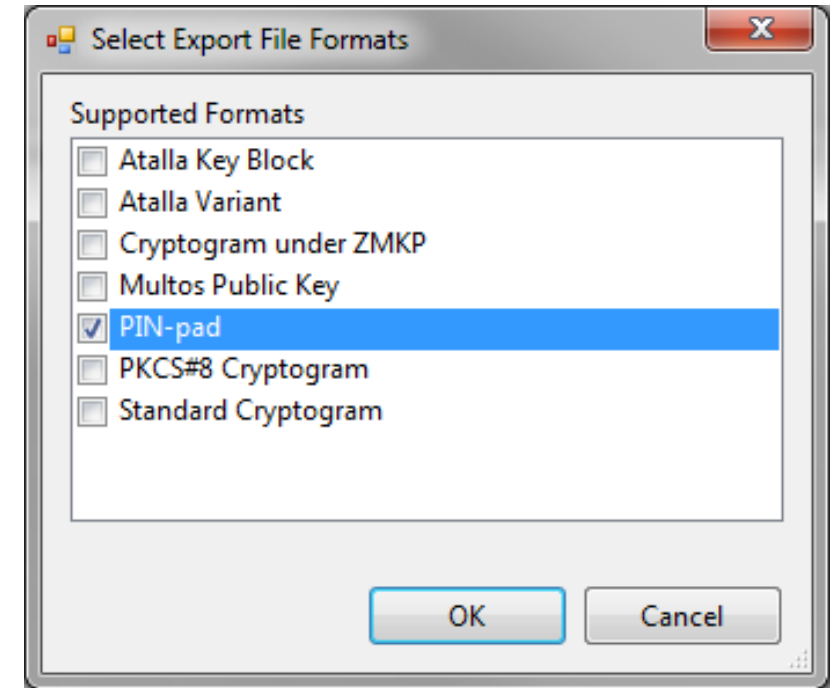 Select Export File Formats
Supported Formats
Atalla Key Block
Atalla Variant
Cryptogram under ZMKP
Multos Public Key
PIN-pad
PKCS#8 Cryptogram
Standard Cryptogram
OK Cancel